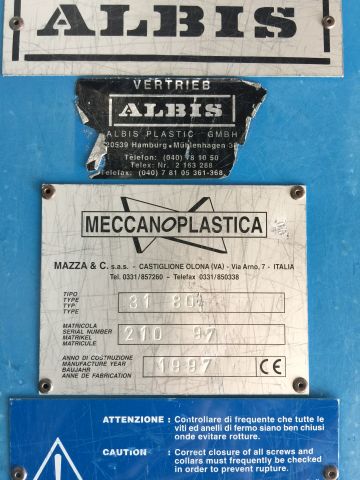 ALBIS
VERTRIEB
ALBIS
ALBIS PLASTIC GMBH
20539 Hamburg · Mühlenhagen 35
Telefon: (040) 78 10 50
Telex: Nr. 2 163 288
Telefax: (040) 7 81 05 361-368
MECCANOPLASTICA
MAZZA & C. s.a.s. - CASTIGLIONE OLONA (VA) - Via Arno, 7 - ITALIA
Tel. 0331/857260 - Telefax 0331/850338
TIPO
TYPE 31 80
TYPE
TYP:
MATRICOLA
SERIAL NUMBER 210 97
MATRIKEL
MATRICULE
ANNO DI COSTRUZIONE
MANUFACTURE YEAR 1997 CE
BAUJAHR
ANNE DE FABRICATION
ATTENZIONE : Controllare di frequente che tutte le
viti ed anelli di fermo siano ben chiusi
onde evitare rotture.
CAUTION : Correct closure of all screws and
collars must frequently be checked
in order to prevent rupture.